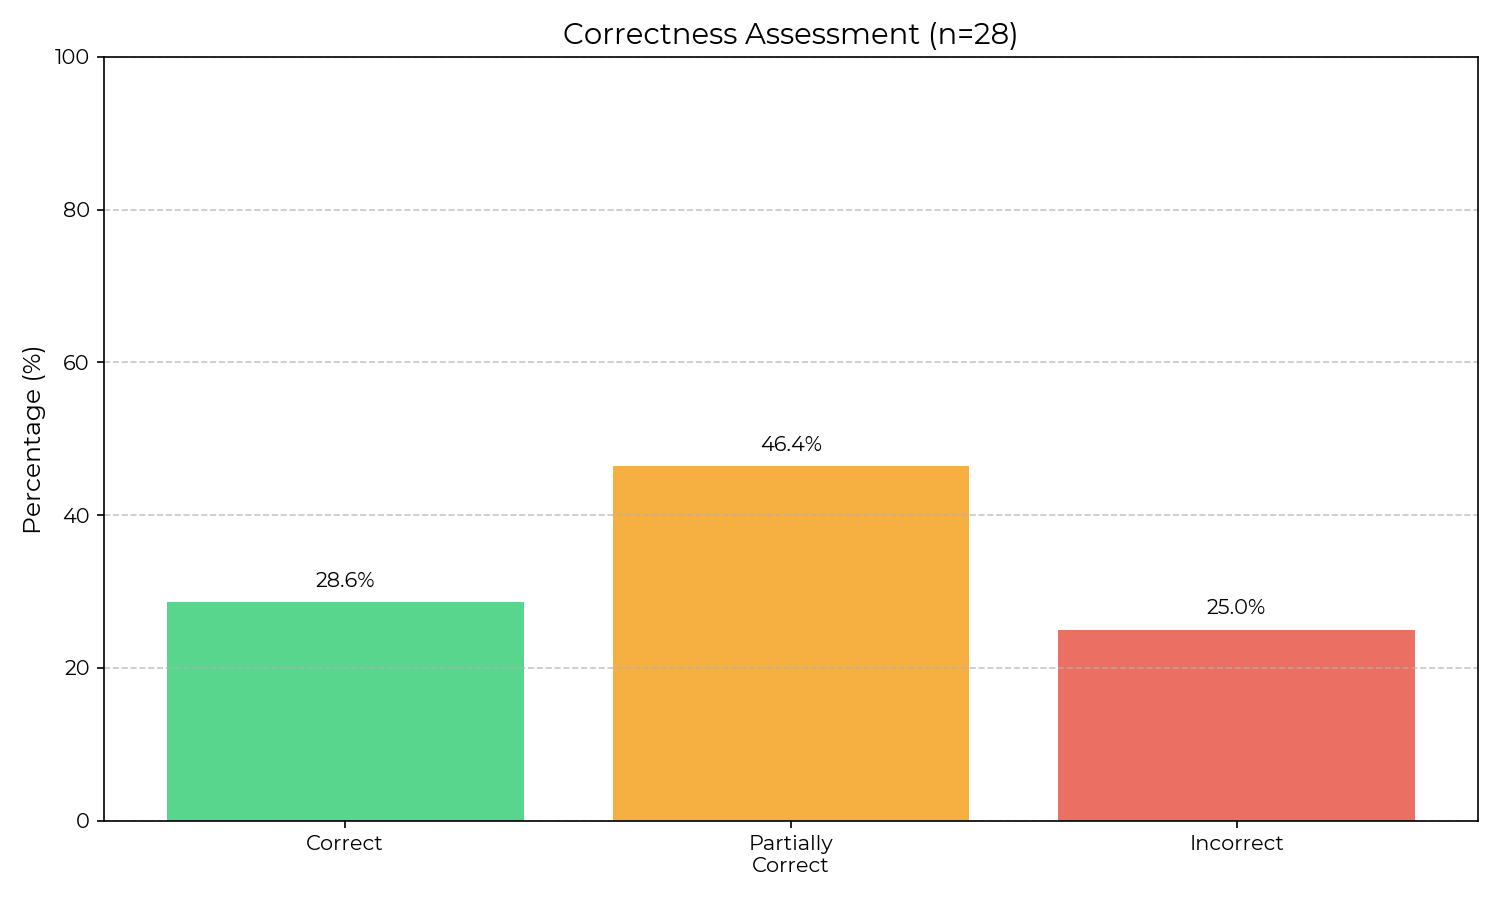 Correctness Assessment (n=28)
100
80
60
40
20
0
Percentage (%)
28.6%
46.4%
25.0%
Correct
Partially
Correct
Incorrect